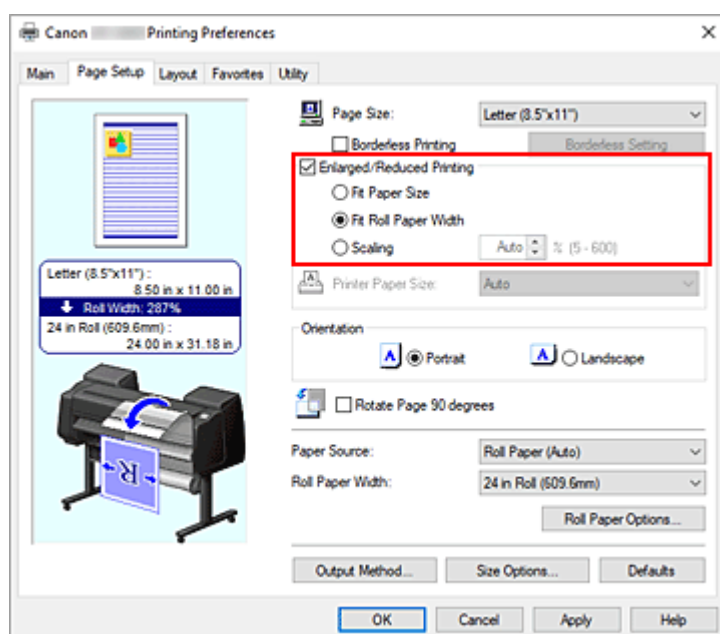 Canon Printing Preferences
Main Page Setup Layout Favorites Utility
Page Size: Letter (8.5"x11")
Borderless Printing Borderless Setting
Enlarged/Reduced Printing
Fit Paper Size
Fit Roll Paper Width
Scaling Auto % (5 - 600)
Letter (8.5"x11") :
8.50 in x 11.00 in
Roll Width: 287%
24 in Roll (609.6mm) :
24.00 in x 31.18 in
Printer Paper Size: Auto
Orientation
A Portrait A Landscape
Rotate Page 90 degrees
R
Paper Source: Roll Paper (Auto)
Roll Paper Width: 24 in Roll (609.6mm)
Roll Paper Options...
Output Method... Size Options... Defaults
OK Cancel Apply Help